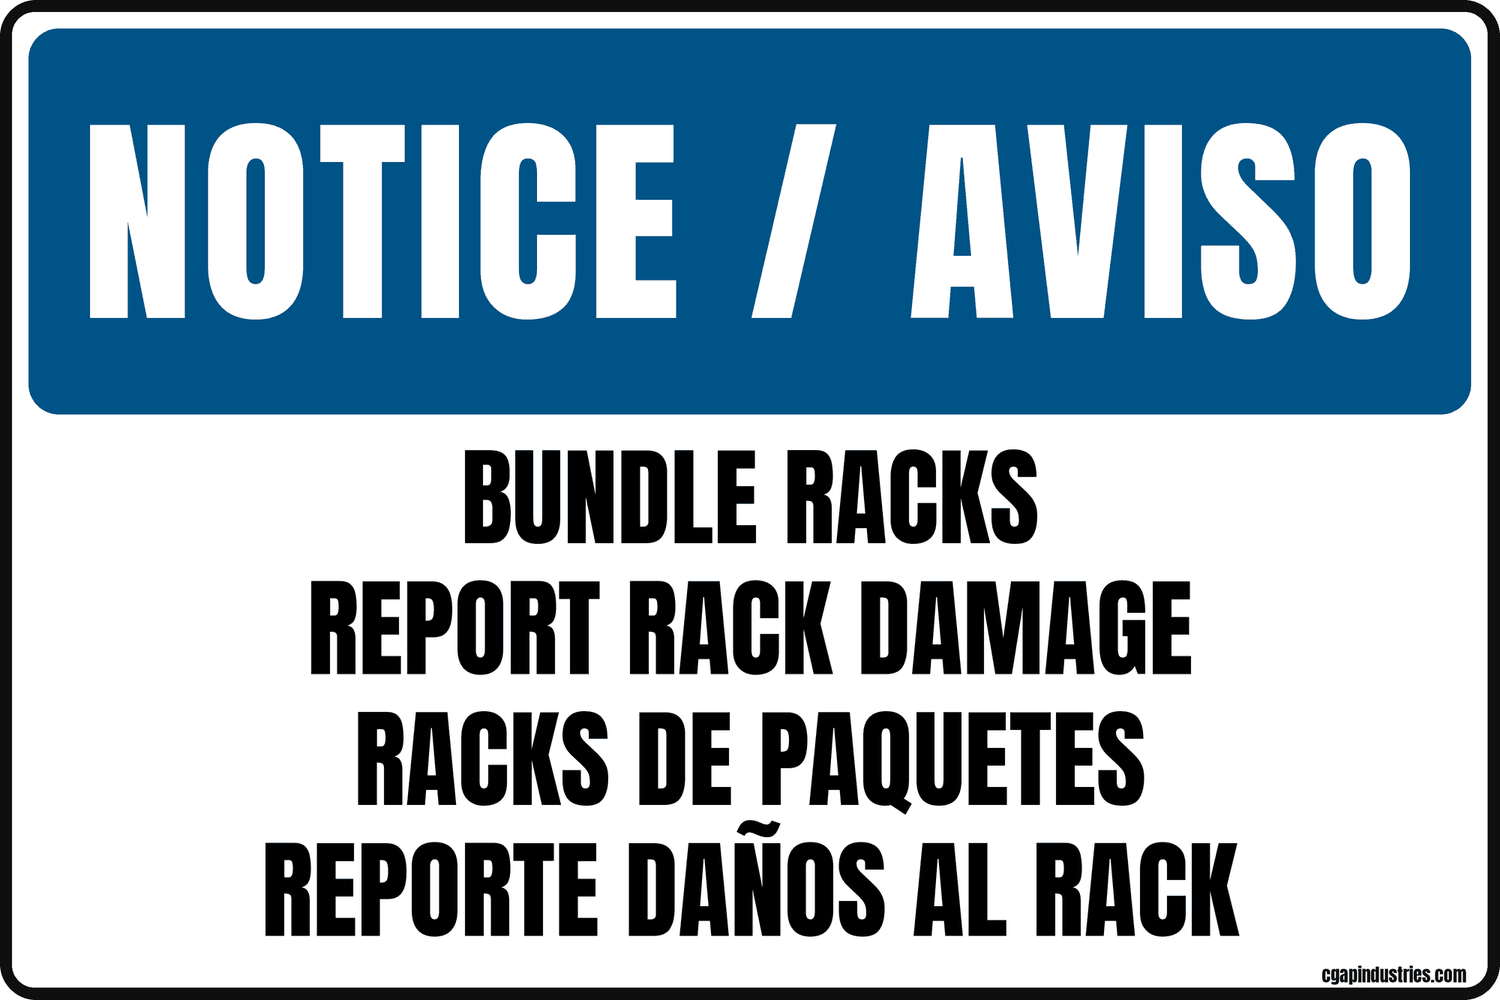 NOTICE / AVISO
BUNDLE RACKS
REPORT RACK DAMAGE
RACKS DE PAQUETES
REPORTE DAÑOS AL RACK
cgapindustries.com